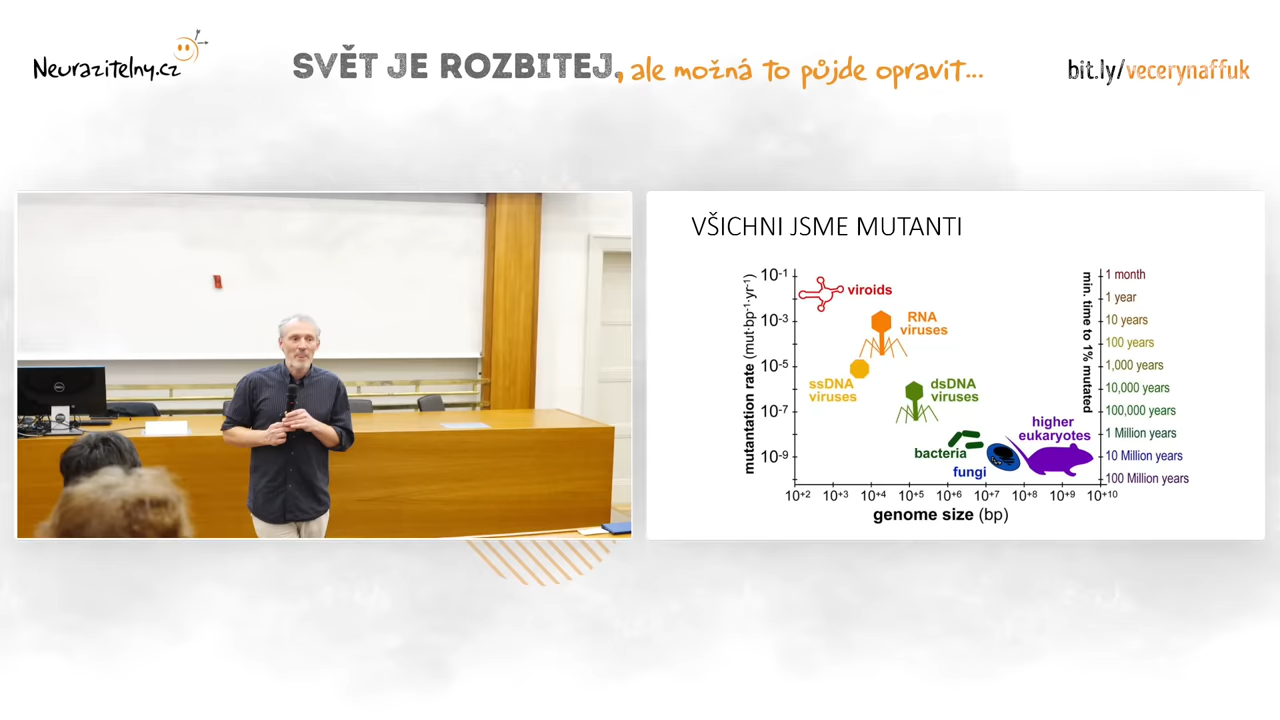 Neurazitelny.cz
SVĚT JE ROZBITEJ, ale možná to půjde opravit...
bit.ly/vecerynaffuk
DELL
VŠICHNI JSME MUTANTI
mutantation rate (mut·bp⁻¹·yr⁻¹)
10⁻¹
10⁻³
10⁻⁵
10⁻⁷
10⁻⁹
viroids
RNA
viruses
ssDNA
viruses
dsDNA
viruses
bacteria
fungi
higher
eukaryotes
min. time to 1% mutated
1 month
1 year
10 years
100 years
1,000 years
10,000 years
100,000 years
1 Million years
10 Million years
100 Million years
10⁺² 10⁺³ 10⁺⁴ 10⁺⁵ 10⁺⁶ 10⁺⁷ 10⁺⁸ 10⁺⁹ 10⁺¹⁰
genome size (bp)